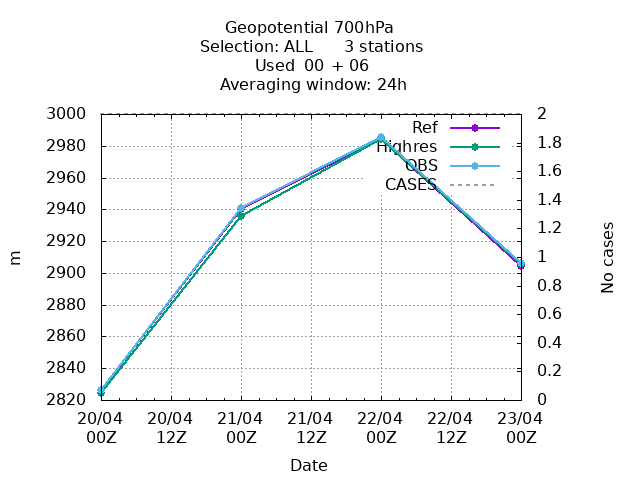 Geopotential 700hPa
Selection: ALL 3 stations
Used 00 + 06
Averaging window: 24h
3000
2980
2960
2940
2920
2900
2880
2860
2840
2820
2
1.8
1.6
1.4
1.2
1
0.8
0.6
0.4
0.2
0
Ref
Highres
OBS
CASES
m
No cases
20/04 20/04 21/04 21/04 22/04 22/04 23/04
00Z 12Z 00Z 12Z 00Z 12Z 00Z
Date